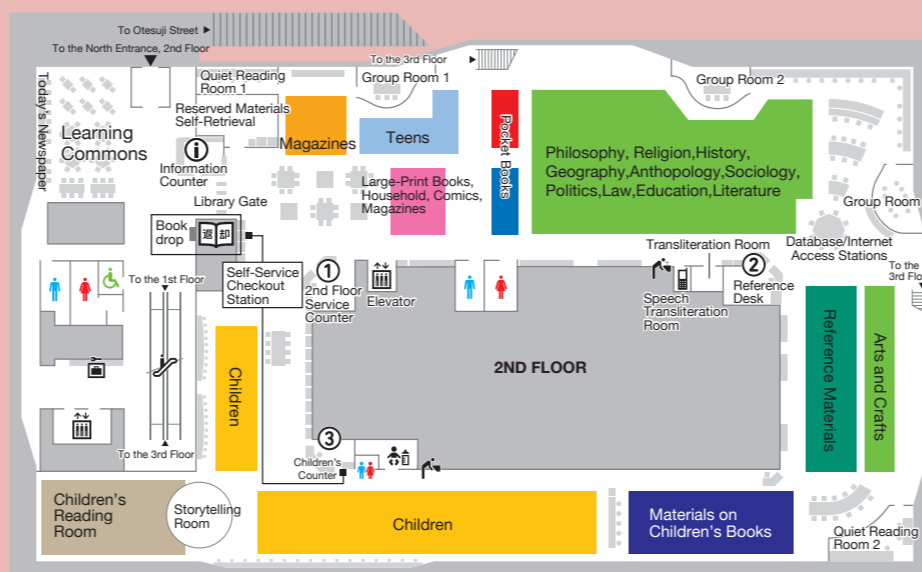 To Otesuji Street
To the North Entrance, 2nd Floor
To the 3rd Floor
Today's Newspaper
Learning
Commons
Quiet Reading
Room 1
Reserved Materials
Self-Retrieval
Group Room 1
Group Room 2
i
Information
Counter
Magazines
Teens
Pocket Books
Philosophy, Religion,History,
Geography,Anthopology,Sociology,
Politics,Law,Education,Literature
Large-Print Books,
Household, Comics,
Magazines
Library Gate
Book
drop
返却
Group Room
Database/Internet
Access Stations
Transliteration Room
To the
3rd Flo
To the 1st Floor
Self-Service
Checkout
Station
1
2nd Floor
Service
Counter
Elevator
Speech
Transliteration
Room
2
Reference
Desk
2ND FLOOR
Children
Reference Materials
Arts and Crafts
3
Children's
Counter
To the 3rd Floor
Children's
Reading
Room
Storytelling
Room
Children
Materials on
Children's Books
Quiet Reading
Room 2